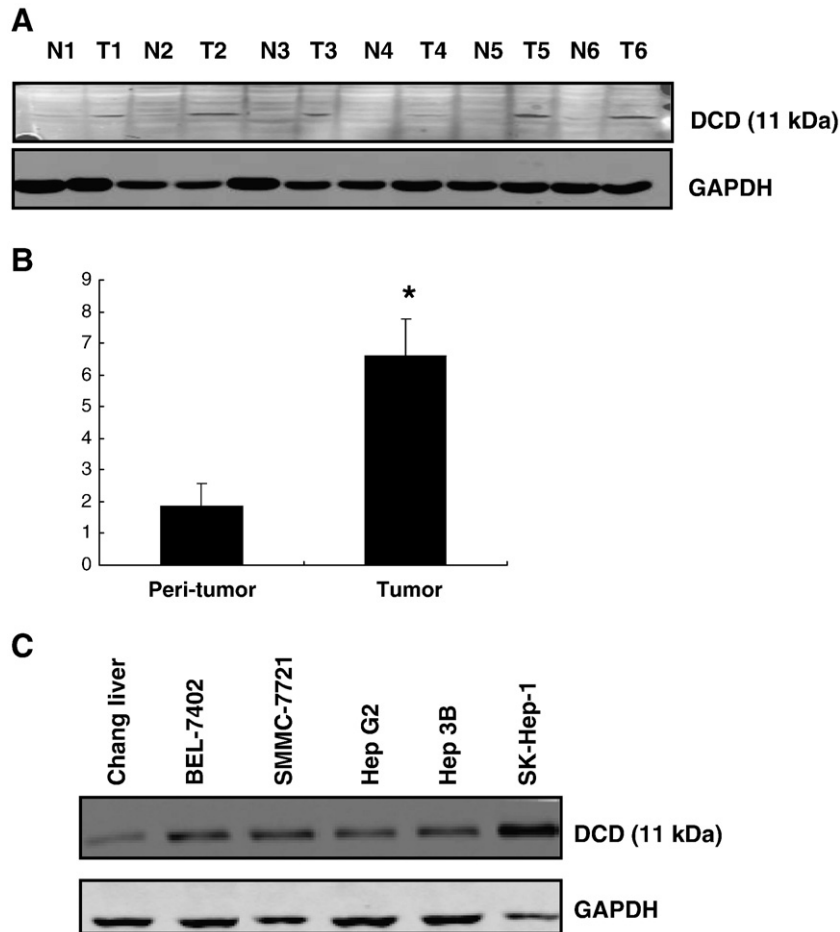 A
N1 T1 N2 T2 N3 T3 N4 T4 N5 T5 N6 T6
DCD (11 kDa)
GAPDH
B
9
8
7
6
5
4
3
2
1
0
*
Peri-tumor Tumor
C
Chang liver
BEL-7402
SMMC-7721
Hep G2
Hep 3B
SK-Hep-1
DCD (11 kDa)
GAPDH